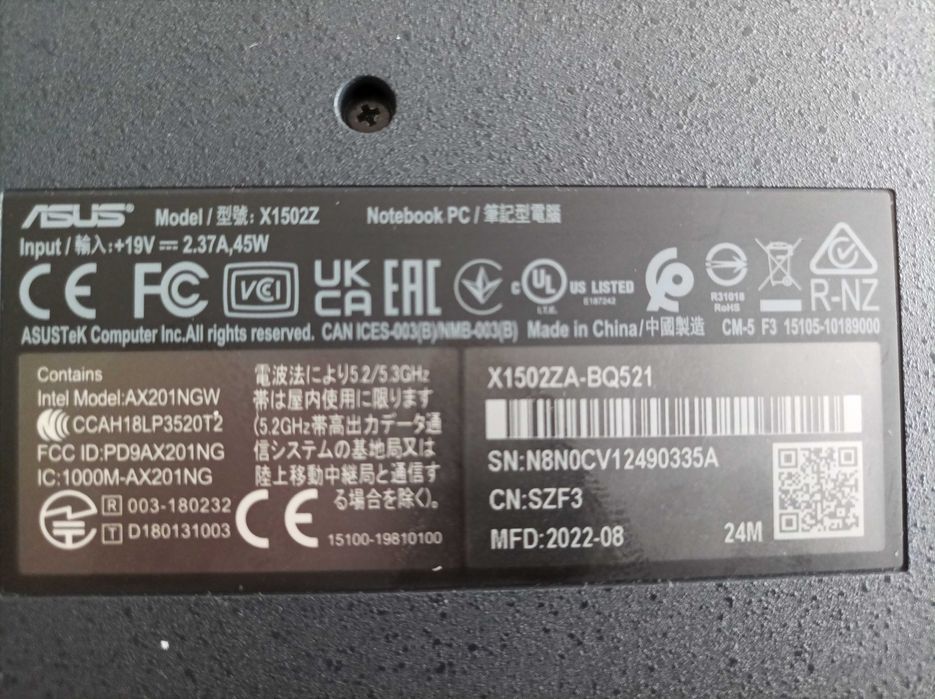 ASUS Model / 型號: X1502Z Notebook PC / 筆記型電腦
Input / 輸入:+19V ⎓ 2.37A,45W
CE FC VCI UK CA EAC c UL US LISTED E187242 I.T.E. R31018 RoHS R-NZ
ASUSTeK Computer Inc.All rights reserved. CAN ICES-003(B)/NMB-003(B) Made in China/中國製造 CM-5 F3 15105-10189000
Contains
Intel Model:AX201NGW
CCAH18LP3520T2
FCC ID:PD9AX201NG
IC:1000M-AX201NG
R 003-180232
T D180131003
CE
電波法により5.2/5.3GHz
帯は屋内使用に限ります
(5.2GHz帯高出力データ通
信システムの基地局又は
陸上移動中継局と通信す
る場合を除く)。
15100-19810100
X1502ZA-BQ521
SN:N8N0CV12490335A
CN:SZF3
MFD:2022-08 24M